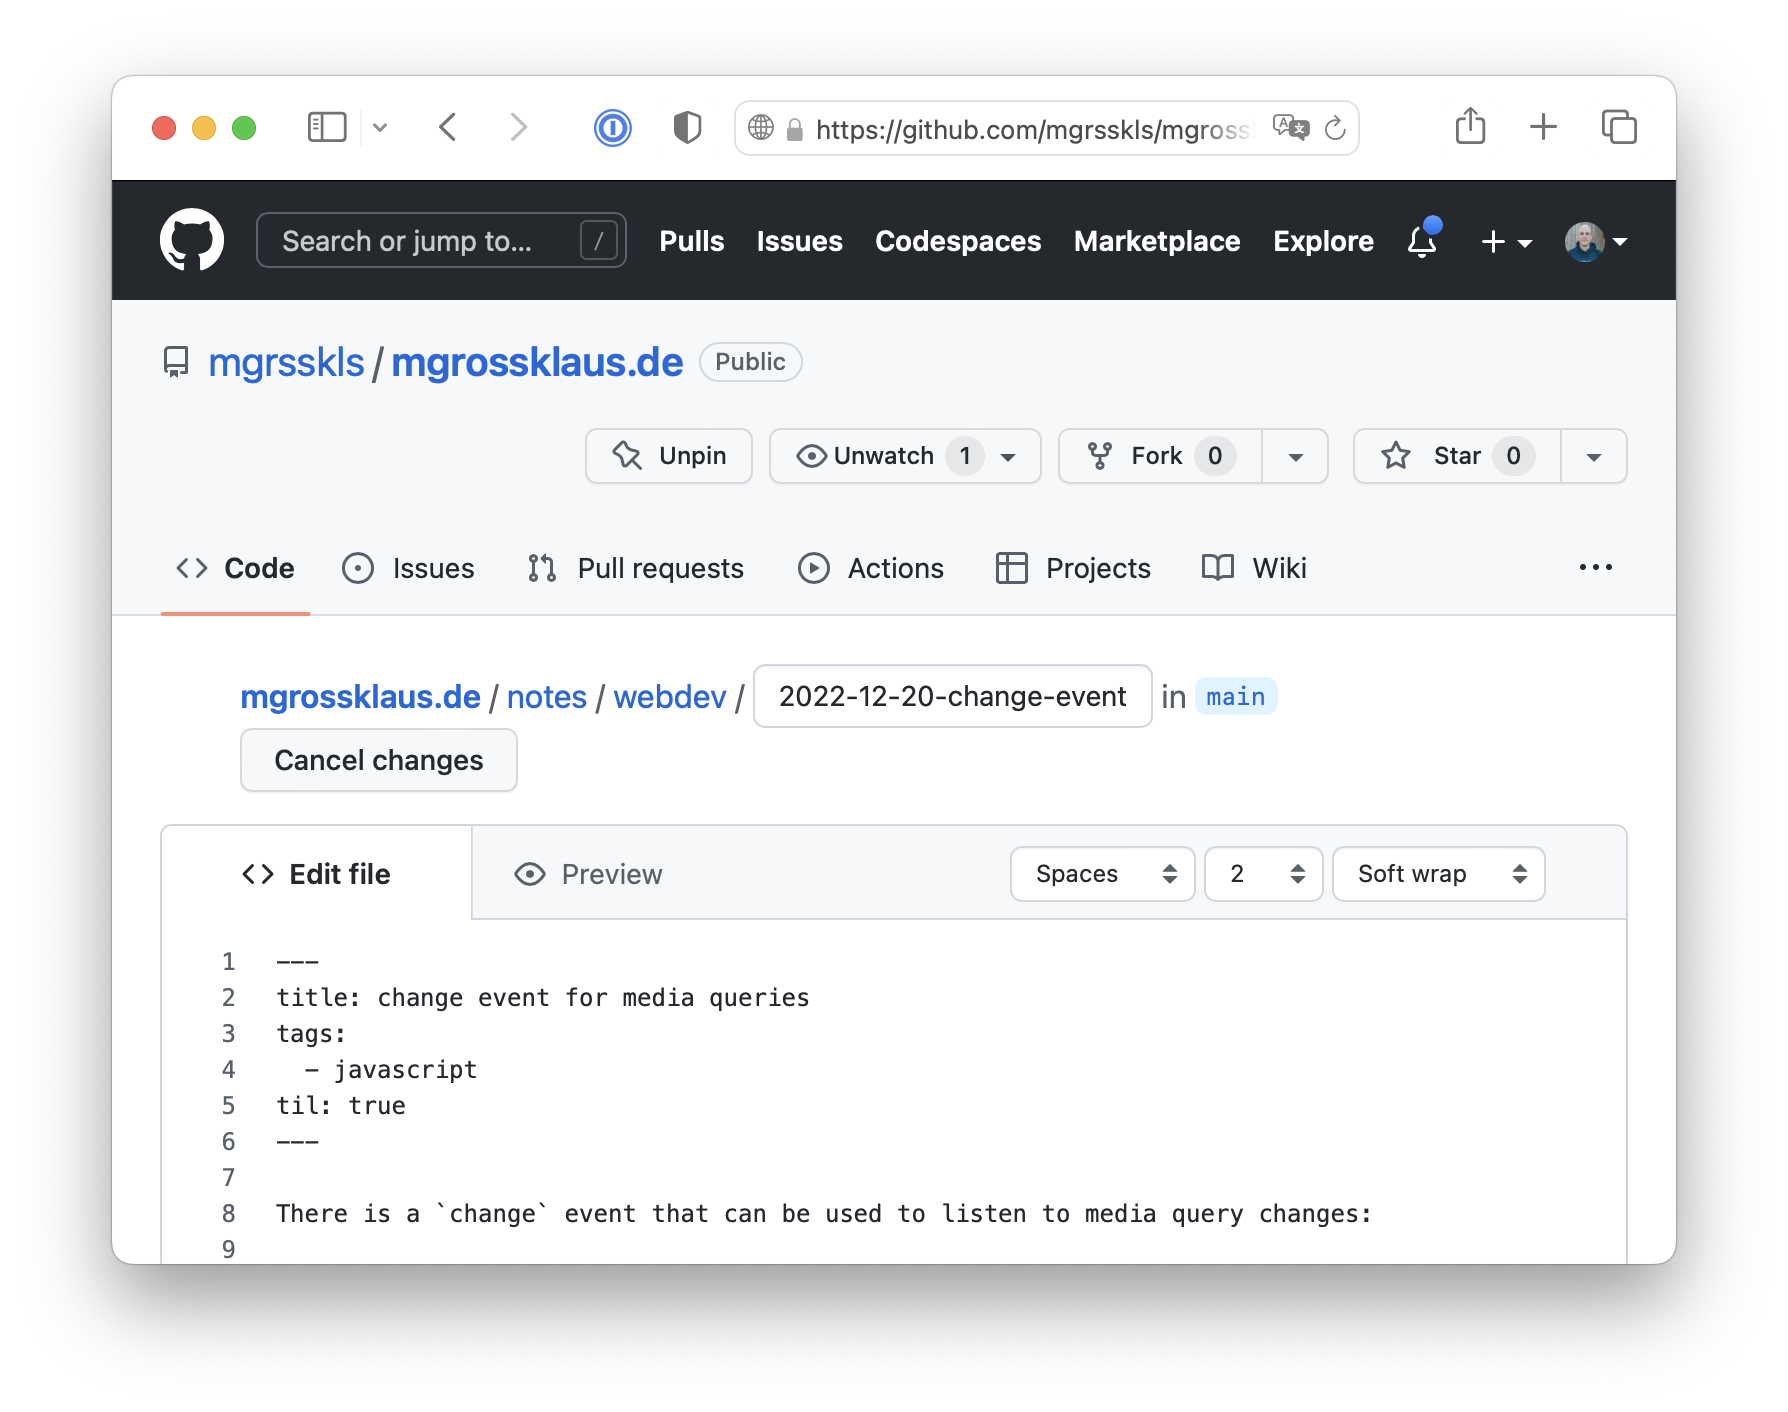 https://github.com/mgrsskls/mgross
Search or jump to... / Pulls Issues Codespaces Marketplace Explore
mgrsskls / mgrossklaus.de Public
Unpin Unwatch 1 Fork 0 Star 0
Code Issues Pull requests Actions Projects Wiki
mgrossklaus.de / notes / webdev / 2022-12-20-change-event in main
Cancel changes
Edit file Preview Spaces 2 Soft wrap
1 ---
2 title: change event for media queries
3 tags:
4 - javascript
5 til: true
6 ---
7
8 There is a `change` event that can be used to listen to media query changes:
9